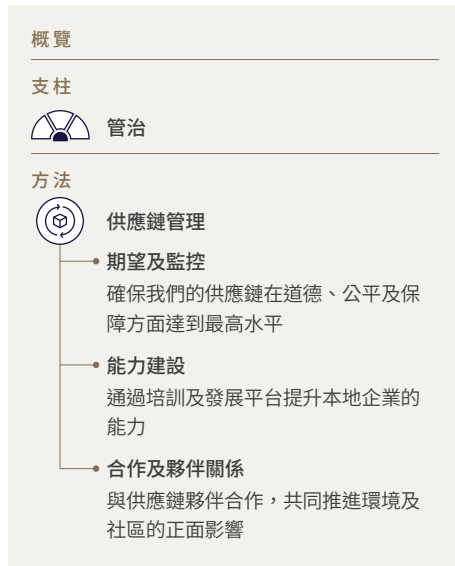 概覽
支柱
管治
方法
供應鏈管理
期望及監控
確保我們的供應鏈在道德、公平及保
障方面達到最高水平
能力建設
通過培訓及發展平台提升本地企業的
能力
合作及夥伴關係
與供應鏈夥伴合作，共同推進環境及
社區的正面影響